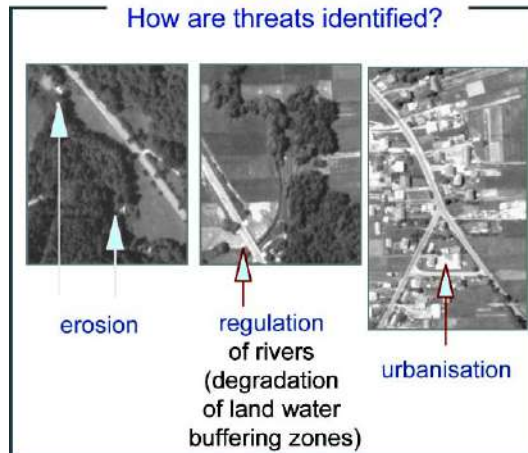 How are threats identified?
erosion
regulation
of rivers
(degradation
of land water
buffering zones)
urbanisation